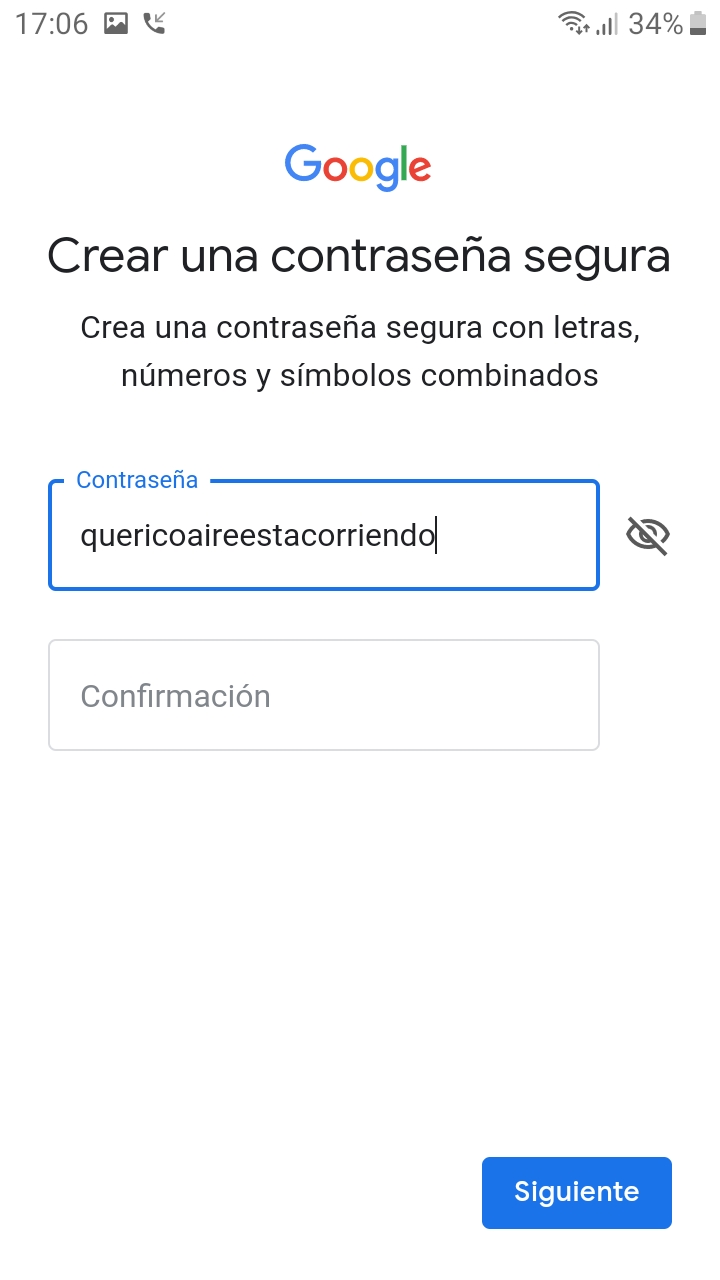 17:06 34%
Google
Crear una contraseña segura
Crea una contraseña segura con letras,
números y símbolos combinados
Contraseña
quericoaireestacorriendo
Confirmación
Siguiente